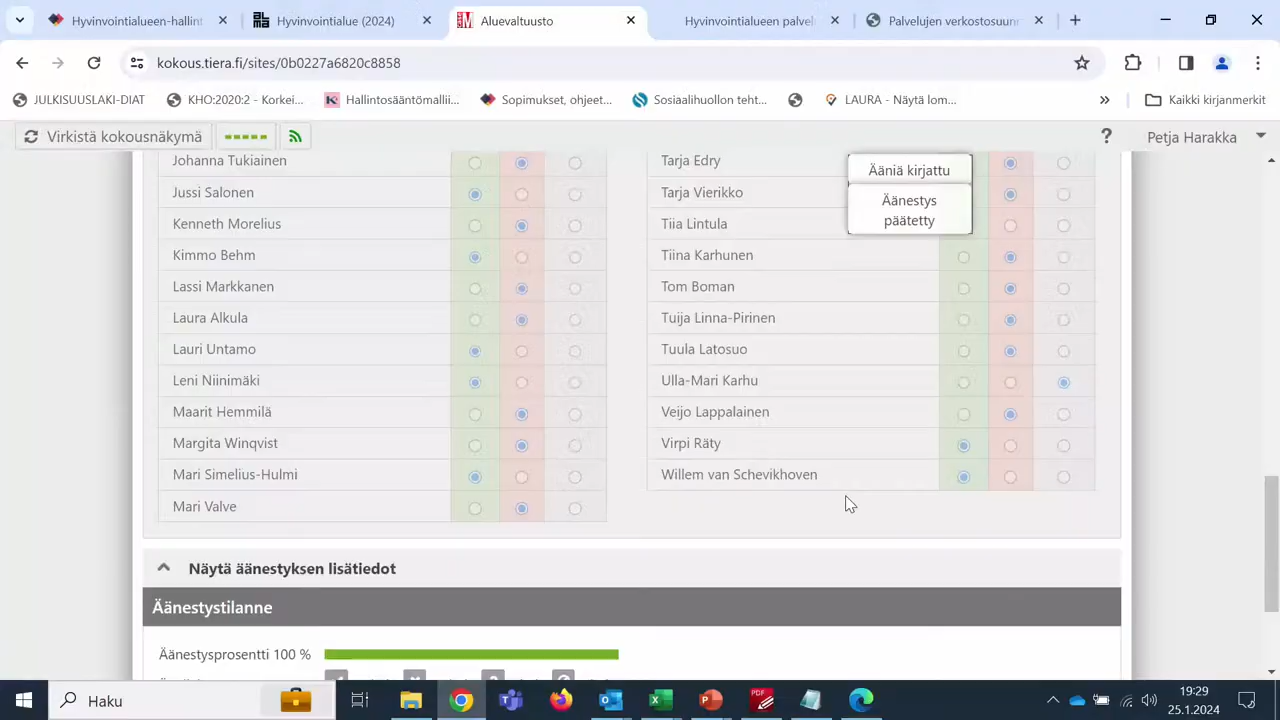 Hyvinvointialueen-hallin
Hyvinvointialue (2024)
Aluevaltuusto
Hyvinvointialueen palvel
Palvelujen verkostosuunn
kokous.tiera.fi/sites/0b0227a6820c8858
JULKISUUSLAKI-DIAT
KHO:2020:2 - Korkei...
Hallintosääntömallii...
Sopimukset, ohjeet...
Sosiaalihuollon teht...
LAURA - Näytä lom...
Kaikki kirjanmerkit
Virkistä kokousnäkymä
Petja Harakka
Johanna Tukiainen
Jussi Salonen
Kenneth Morelius
Kimmo Behm
Lassi Markkanen
Laura Alkula
Lauri Untamo
Leni Niinimäki
Maarit Hemmilä
Margita Winqvist
Mari Simelius-Hulmi
Mari Valve
Tarja Edry
Tarja Vierikko
Tiia Lintula
Tiina Karhunen
Tom Boman
Tuija Linna-Pirinen
Tuula Latosuo
Ulla-Mari Karhu
Veijo Lappalainen
Virpi Räty
Willem van Schevikhoven
Ääniä kirjattu
Äänestys
päätetty
Näytä äänestyksen lisätiedot
Äänestystilanne
Äänestysprosentti 100 %
Haku
19:29
25.1.2024